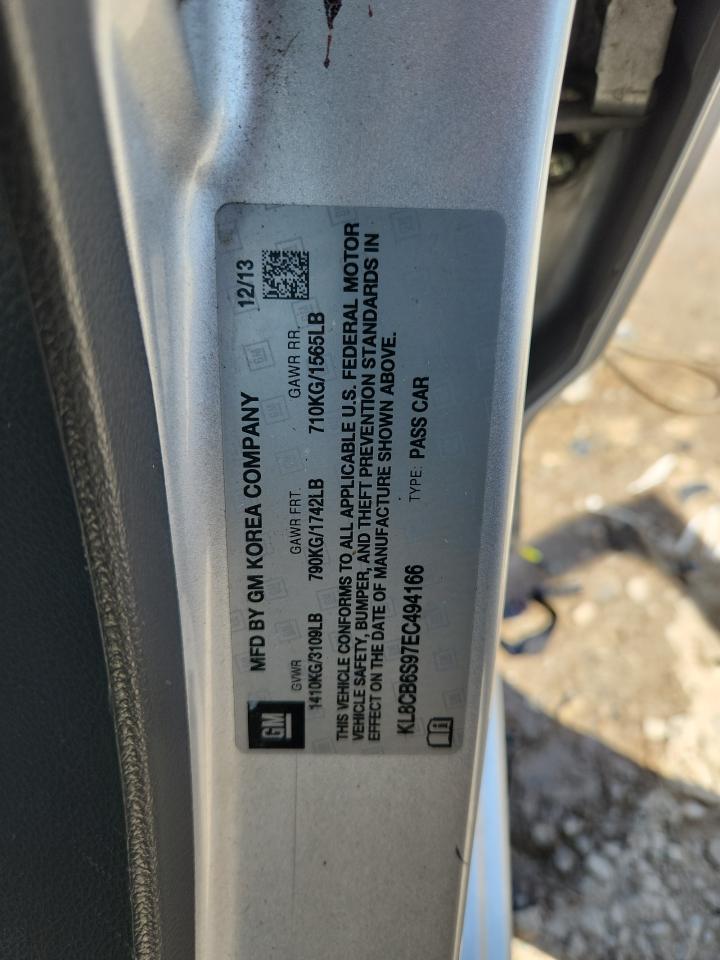 GM
MFD BY GM KOREA COMPANY 12/13
GVWR GAWR FRT. GAWR RR.
1410KG/3109LB 790KG/1742LB 710KG/1565LB
THIS VEHICLE CONFORMS TO ALL APPLICABLE U.S. FEDERAL MOTOR
VEHICLE SAFETY, BUMPER, AND THEFT PREVENTION STANDARDS IN
EFFECT ON THE DATE OF MANUFACTURE SHOWN ABOVE.
KL8CB6S97EC494166 TYPE: PASS CAR